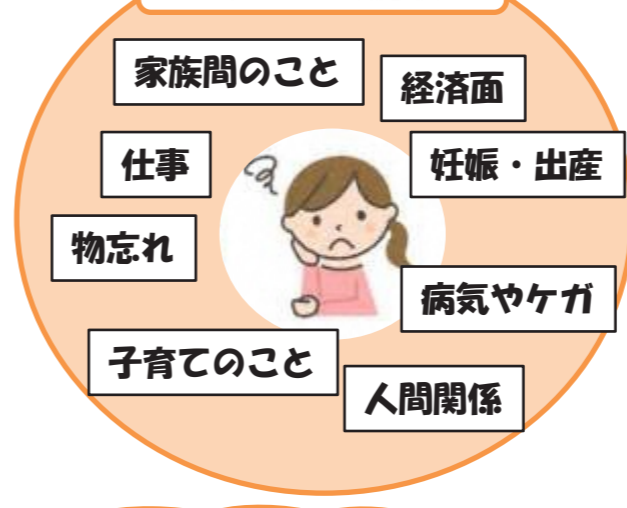 家族間のこと
経済面
仕事
妊娠・出産
物忘れ
病気やケガ
子育てのこと
人間関係